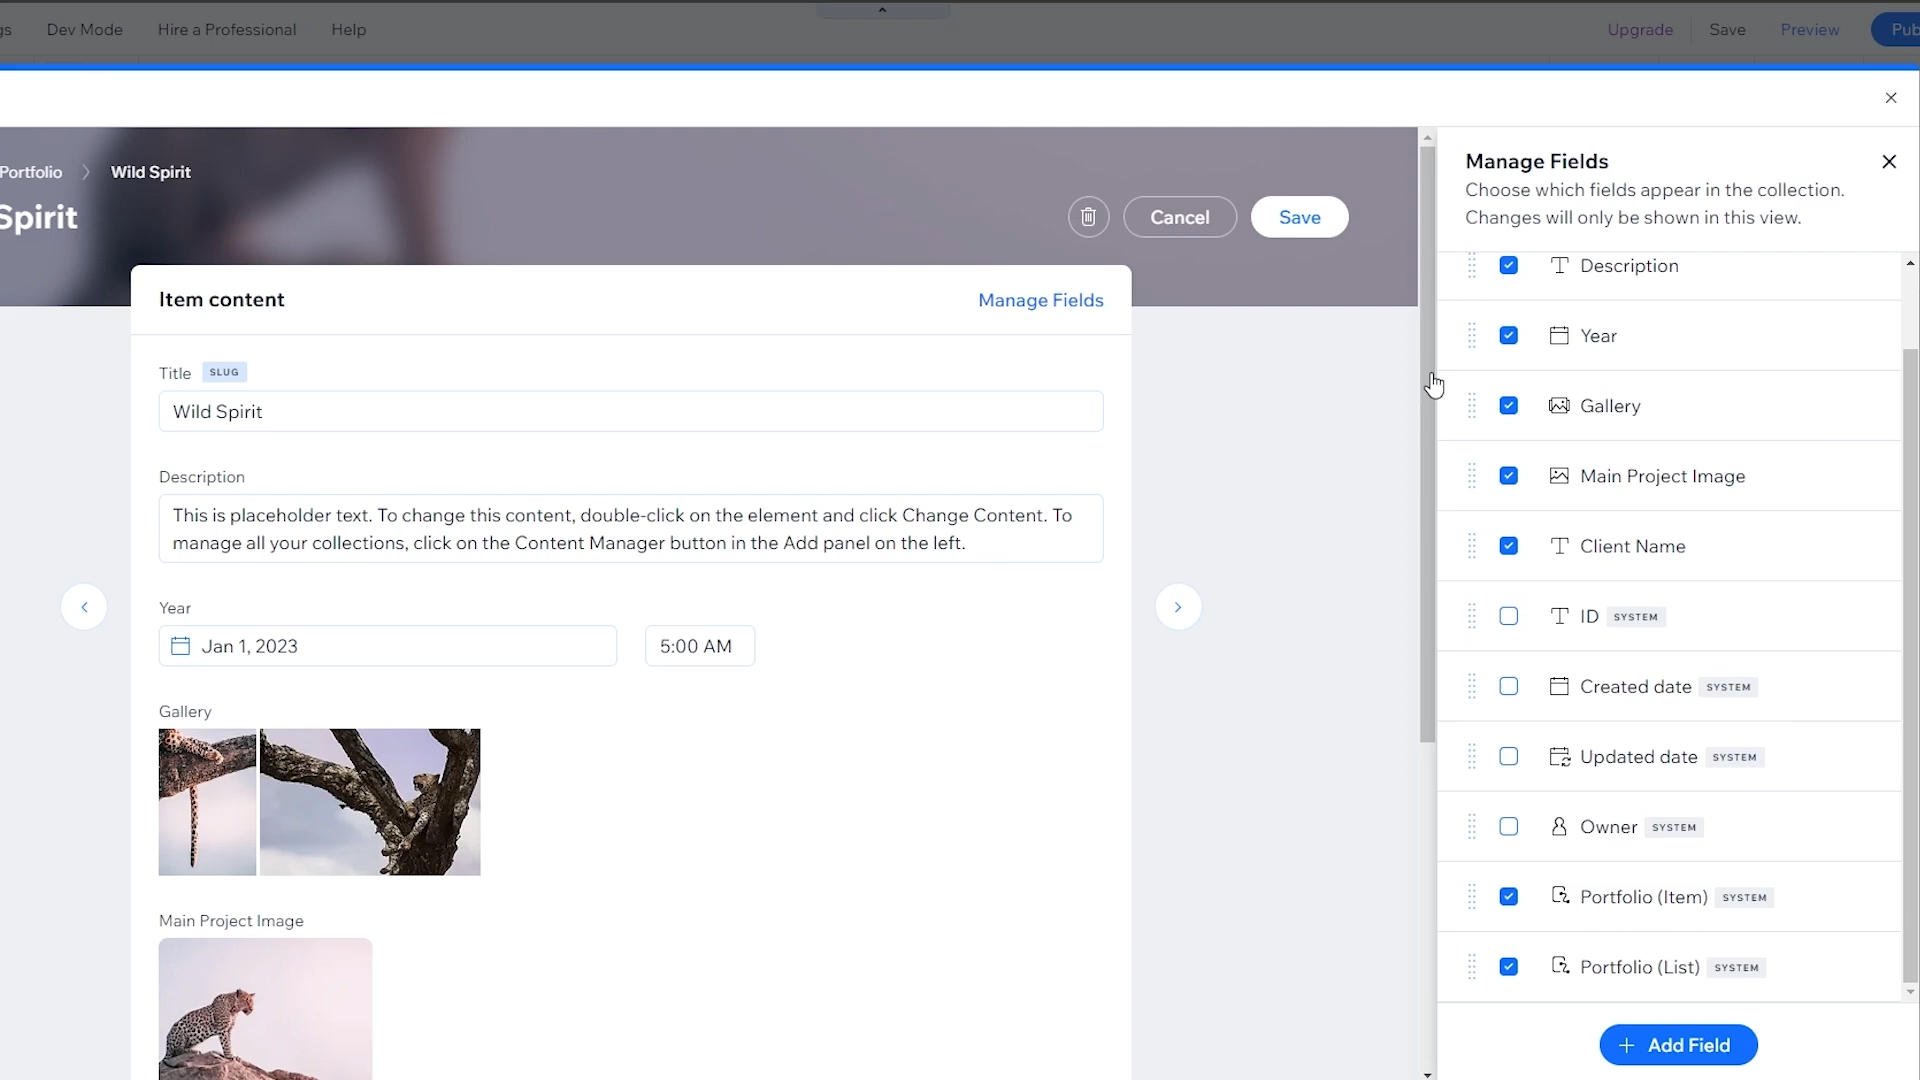 gs Dev Mode Hire a Professional Help Upgrade Save Preview Pub
Portfolio Wild Spirit
Spirit
Cancel Save
Item content Manage Fields
Title SLUG
Wild Spirit
Description
This is placeholder text. To change this content, double-click on the element and click Change Content. To
manage all your collections, click on the Content Manager button in the Add panel on the left.
Year
Jan 1, 2023 5:00 AM
Gallery
Main Project Image
Manage Fields
Choose which fields appear in the collection.
Changes will only be shown in this view.
Description
Year
Gallery
Main Project Image
Client Name
ID SYSTEM
Created date SYSTEM
Updated date SYSTEM
Owner SYSTEM
Portfolio (Item) SYSTEM
Portfolio (List) SYSTEM
+ Add Field